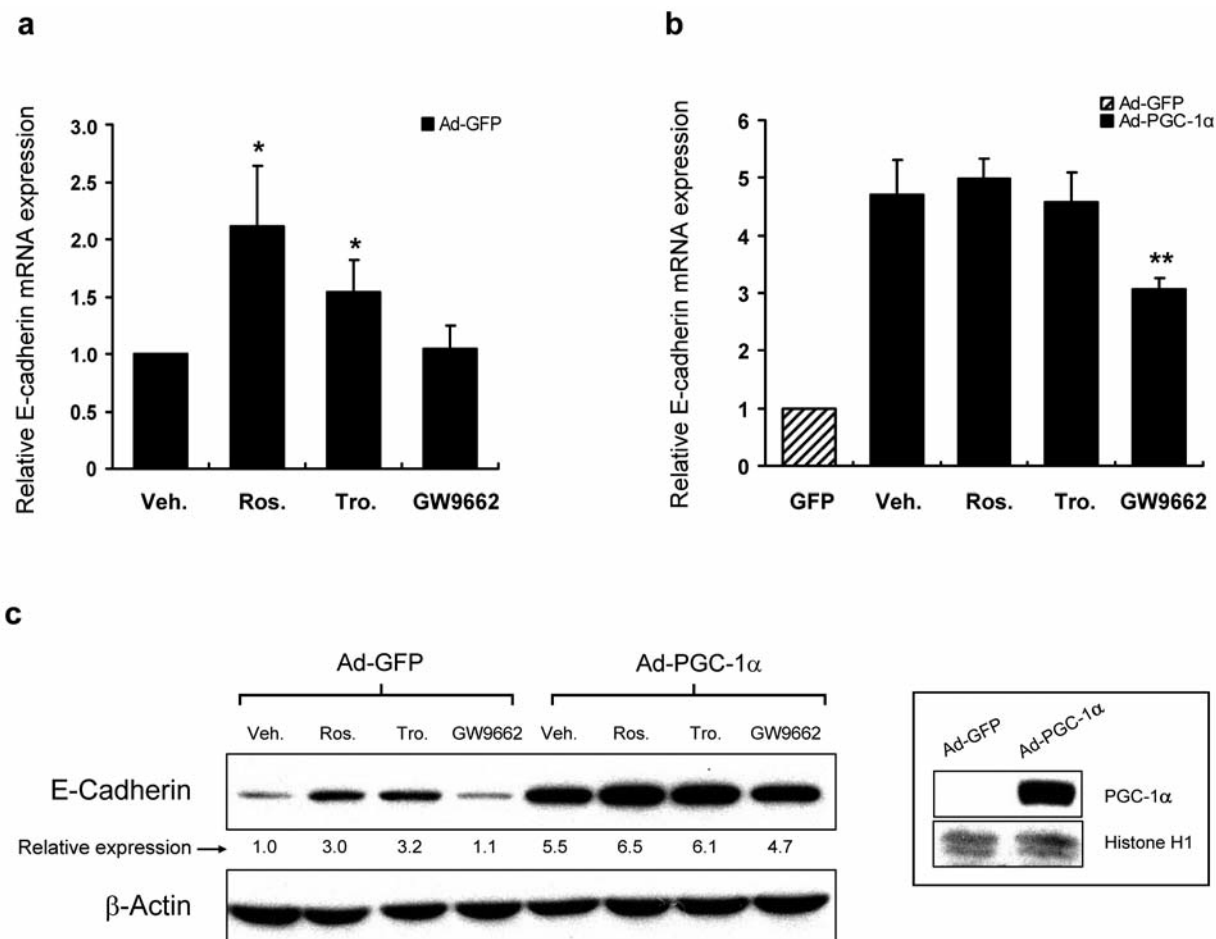 a
Relative E-cadherin mRNA expression
3.0
2.5
2.0
1.5
1.0
0.5
0
Ad-GFP
*
*
Veh. Ros. Tro. GW9662
b
Relative E-cadherin mRNA expression
6
5
4
3
2
1
0
Ad-GFP
Ad-PGC-1α
**
GFP Veh. Ros. Tro. GW9662
c
Ad-GFP Ad-PGC-1α
Veh. Ros. Tro. GW9662 Veh. Ros. Tro. GW9662
E-Cadherin
Relative expression 1.0 3.0 3.2 1.1 5.5 6.5 6.1 4.7
β-Actin
Ad-GFP Ad-PGC-1α
PGC-1α
Histone H1